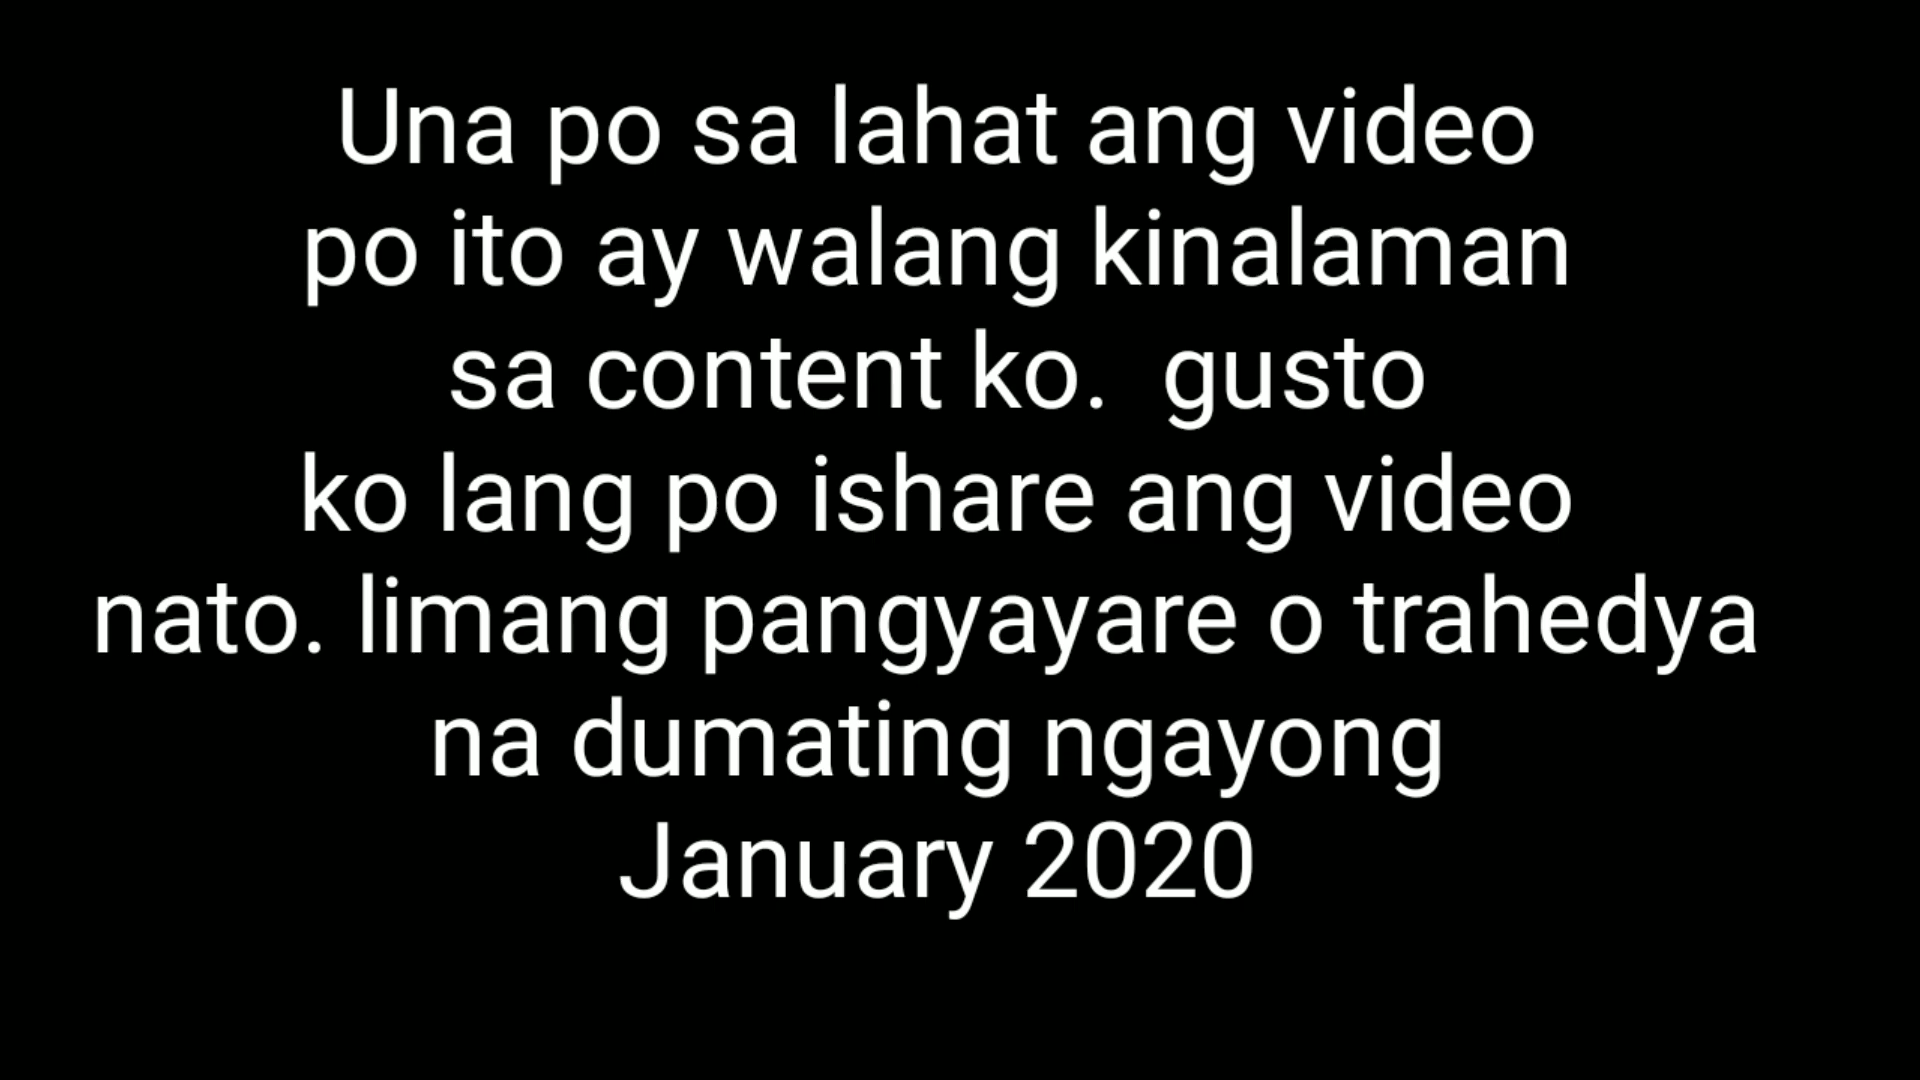 Una po sa lahat ang video
po ito ay walang kinalaman
sa content ko.  gusto
ko lang po ishare ang video
nato. limang pangyayare o trahedya
na dumating ngayong
January 2020